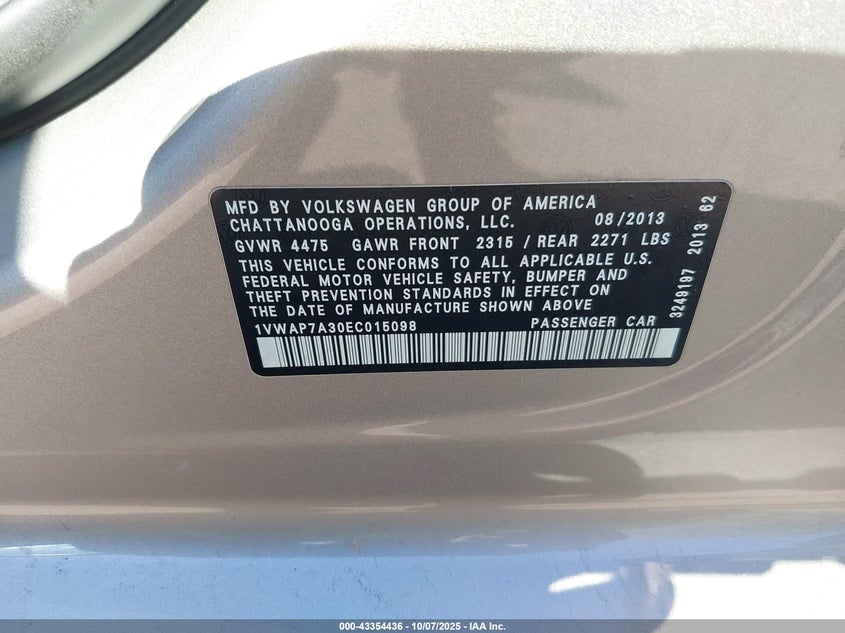 MFD BY VOLKSWAGEN GROUP OF AMERICA
CHATTANOOGA OPERATIONS, LLC. 08/2013
GVWR 4475 GAWR FRONT 2315 / REAR 2271 LBS
THIS VEHICLE CONFORMS TO ALL APPLICABLE U.S.
FEDERAL MOTOR VEHICLE SAFETY, BUMPER AND
THEFT PREVENTION STANDARDS IN EFFECT ON
THE DATE OF MANUFACTURE SHOWN ABOVE
1VWAP7A30EC015098 PASSENGER CAR
3249197 2013 62
000-43354436 - 10/07/2025 - IAA Inc.